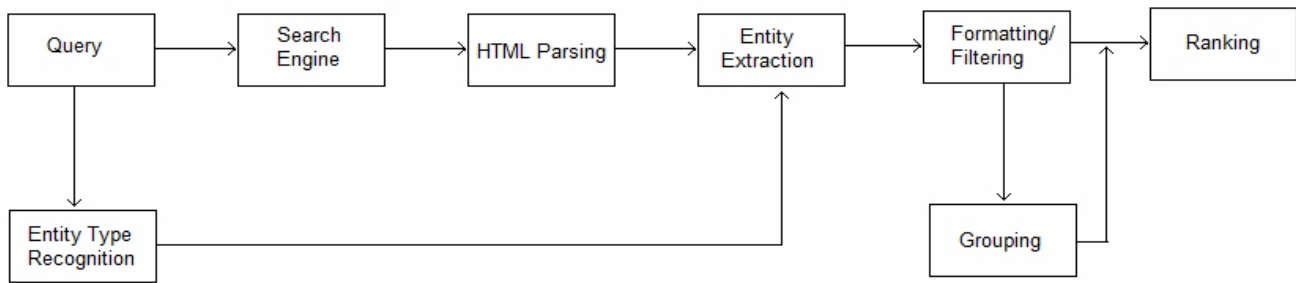 Query
Search
Engine
HTML Parsing
Entity
Extraction
Formatting/
Filtering
Ranking
Entity Type
Recognition
Grouping